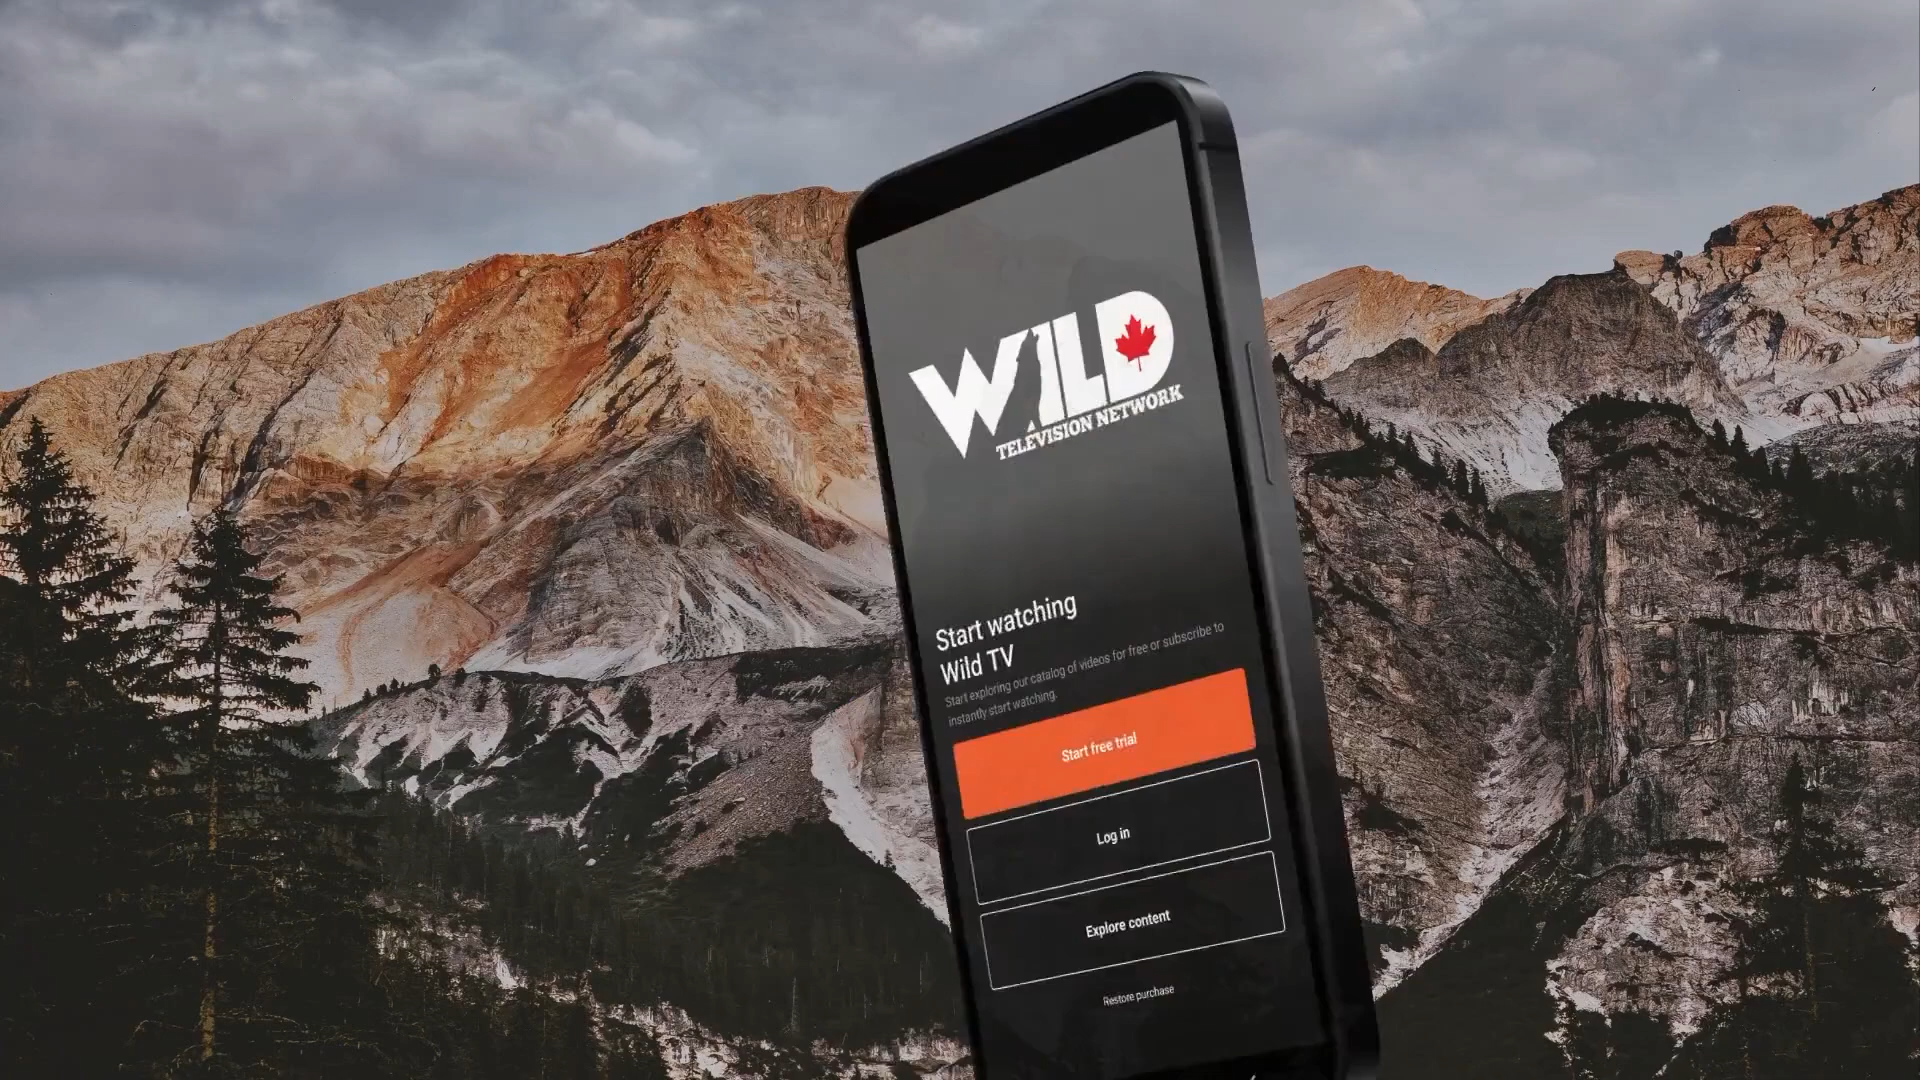 WILD
TELEVISION NETWORK
Start watching
Wild TV
Start exploring our catalog of videos for free or subscribe to
instantly start watching.
Start free trial
Log in
Explore content
Restore purchase